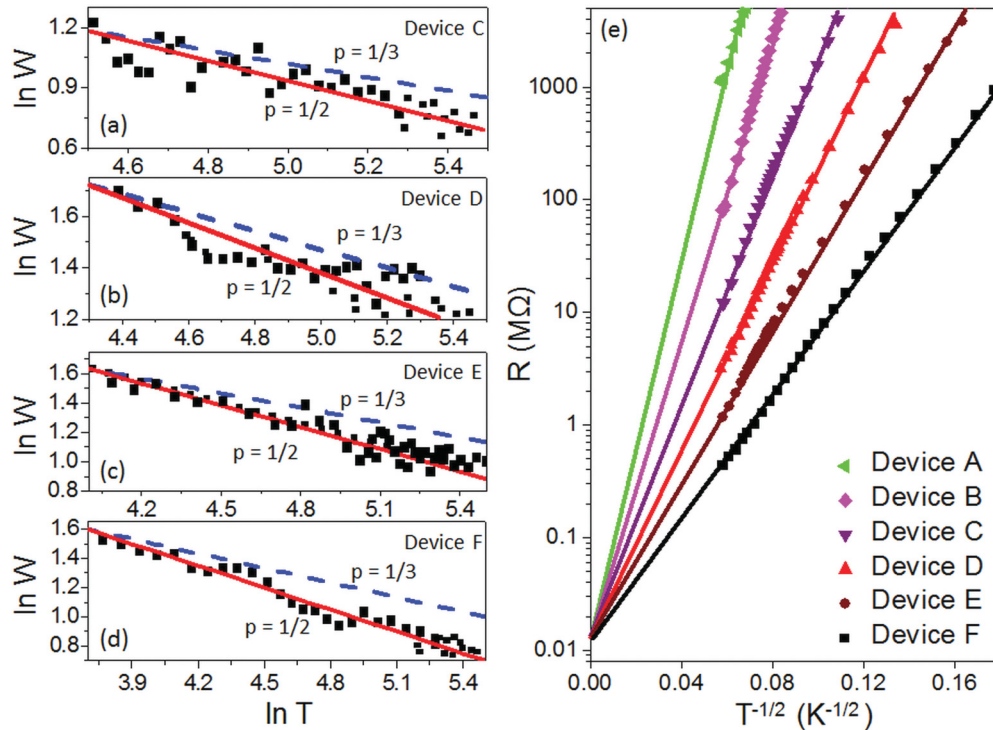 1.2
0.9
0.6
ln W
Device C
p = 1/3
p = 1/2
(a)
4.6 4.8 5.0 5.2 5.4
1.6
1.4
1.2
ln W
Device D
p = 1/3
p = 1/2
(b)
4.4 4.6 4.8 5.0 5.2 5.4
1.6
1.4
1.2
1.0
0.8
ln W
Device E
p = 1/3
p = 1/2
(c)
4.2 4.5 4.8 5.1 5.4
1.6
1.4
1.2
1.0
0.8
ln W
Device F
p = 1/3
p = 1/2
(d)
3.9 4.2 4.5 4.8 5.1 5.4
ln T
(e)
1000
100
10
1
0.1
0.01
R (MΩ)
Device A
Device B
Device C
Device D
Device E
Device F
0.00 0.04 0.08 0.12 0.16
T-1/2 (K-1/2)